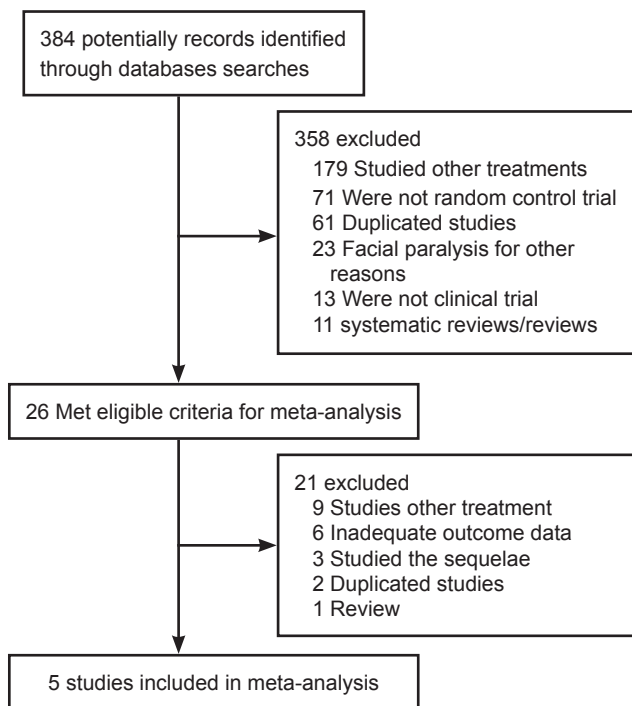 384 potentially records identified
through databases searches
358 excluded
179 Studied other treatments
71 Were not random control trial
61 Duplicated studies
23 Facial paralysis for other
reasons
13 Were not clinical trial
11 systematic reviews/reviews
26 Met eligible criteria for meta-analysis
21 excluded
9 Studies other treatment
6 Inadequate outcome data
3 Studied the sequelae
2 Duplicated studies
1 Review
5 studies included in meta-analysis